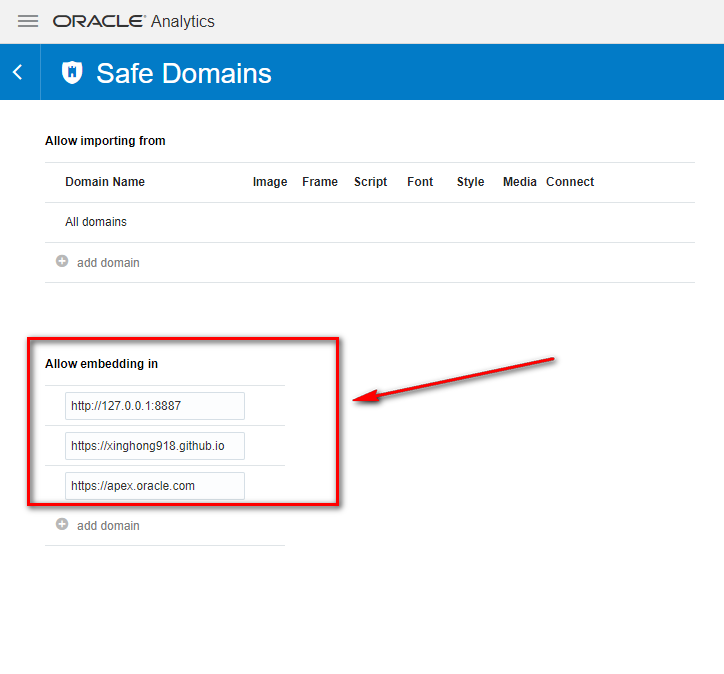 ORACLE Analytics
Safe Domains
Allow importing from
Domain Name Image Frame Script Font Style Media Connect
All domains
add domain
Allow embedding in
http://127.0.0.1:8887
https://xinghong918.github.io
https://apex.oracle.com
add domain